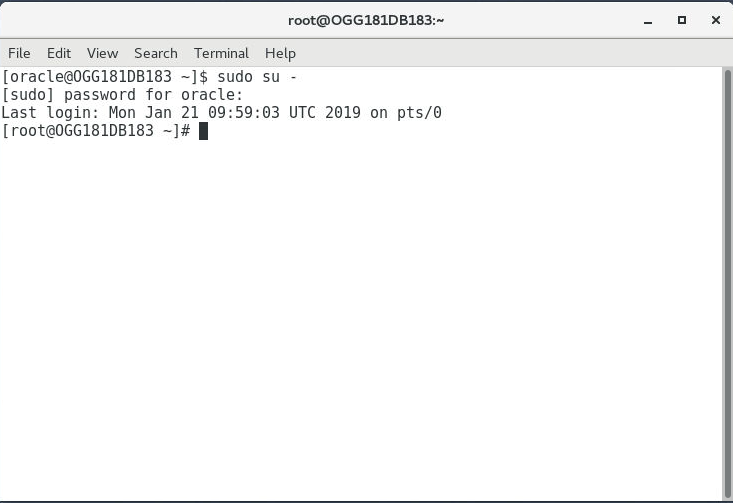 root@OGG181DB183:~
File Edit View Search Terminal Help
[oracle@OGG181DB183 ~]$ sudo su -
[sudo] password for oracle:
Last login: Mon Jan 21 09:59:03 UTC 2019 on pts/0
[root@OGG181DB183 ~]#